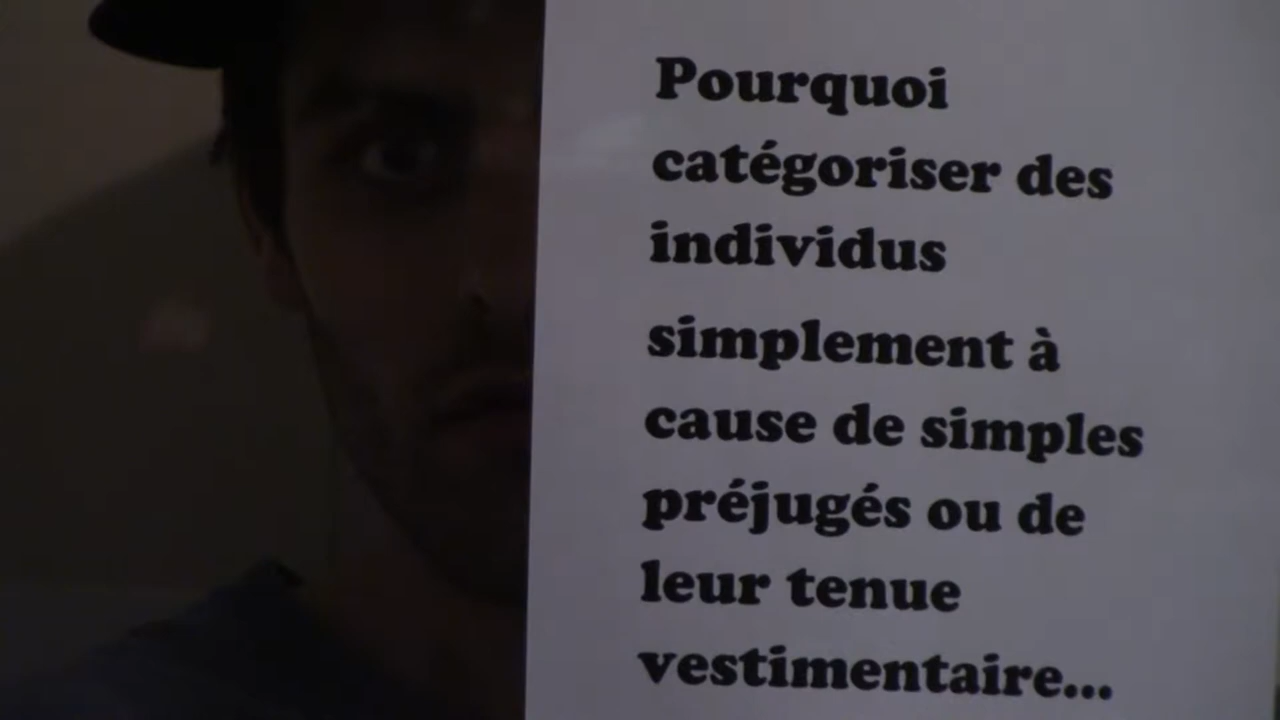 Pourquoi
catégoriser des
individus
simplement à
cause de simples
préjugés ou de
leur tenue
vestimentaire...